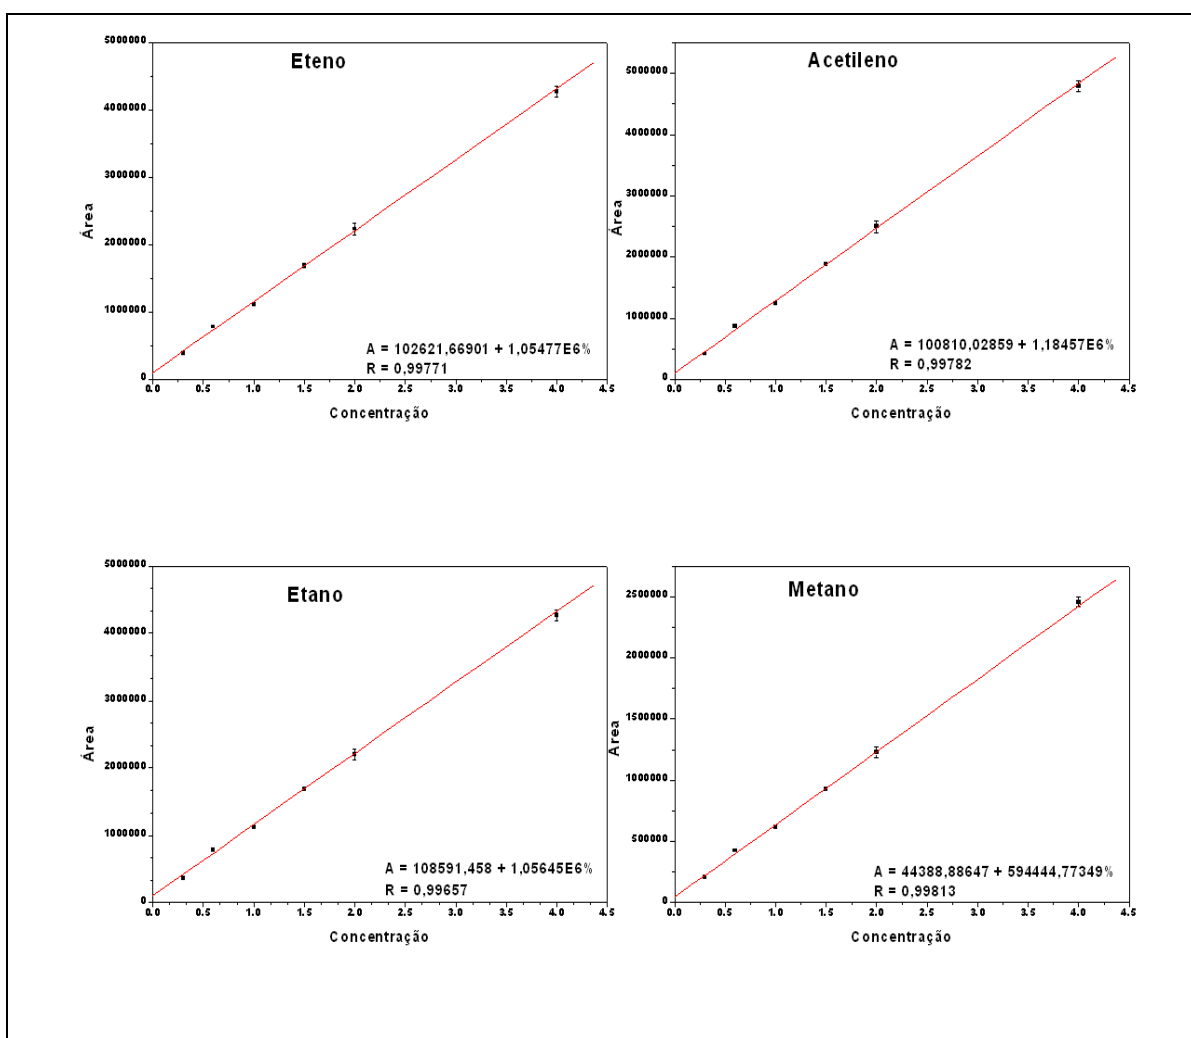 Eteno
5000000
4000000
3000000
2000000
1000000
0
Área
0.0 0.5 1.0 1.5 2.0 2.5 3.0 3.5 4.0 4.5
Concentração
A = 102621,66901 + 1,05477E6%
R = 0,99771
Acetileno
5000000
4000000
3000000
2000000
1000000
0
Área
0.0 0.5 1.0 1.5 2.0 2.5 3.0 3.5 4.0 4.5
Concentração
A = 100810,02859 + 1,18457E6%
R = 0,99782
Etano
5000000
4000000
3000000
2000000
1000000
0
Área
0.0 0.5 1.0 1.5 2.0 2.5 3.0 3.5 4.0 4.5
Concentração
A = 108591,458 + 1,05645E6%
R = 0,99657
Metano
2500000
2000000
1500000
1000000
500000
0
Área
0.0 0.5 1.0 1.5 2.0 2.5 3.0 3.5 4.0 4.5
Concentração
A = 44388,88647 + 594444,77349%
R = 0,99813